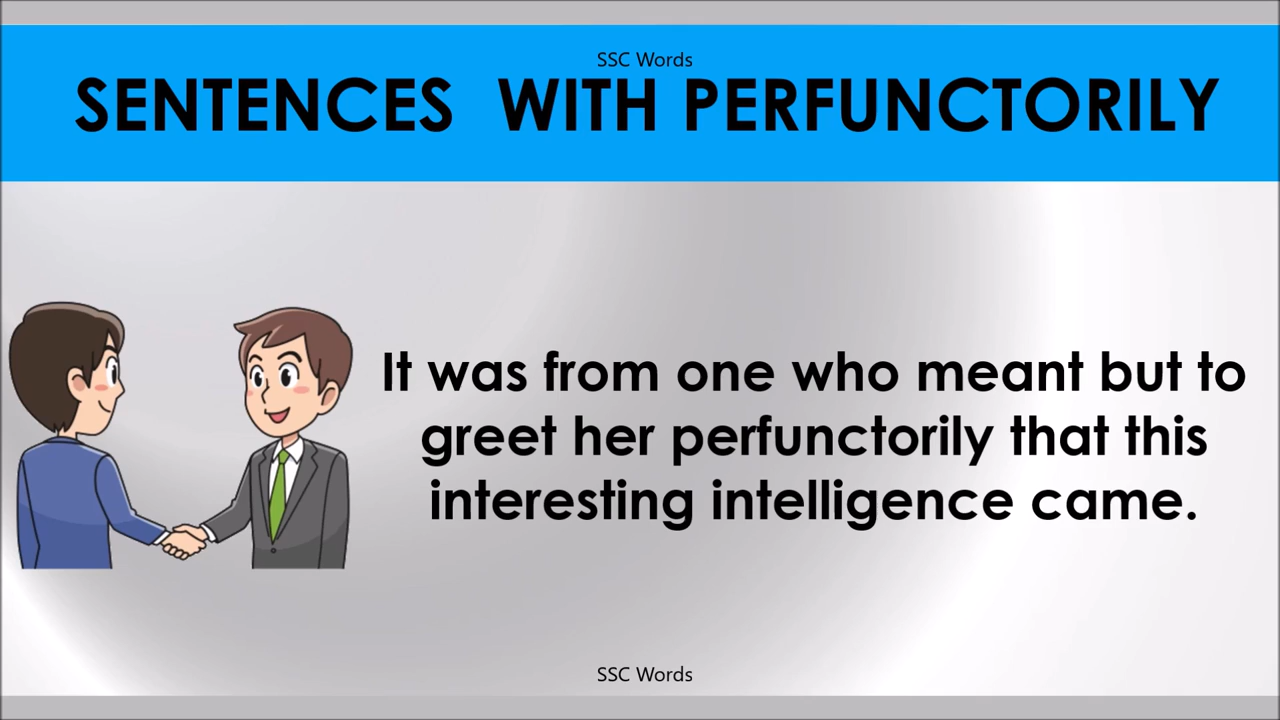 SSC Words
SENTENCES WITH PERFUNCTORILY
It was from one who meant but to
greet her perfunctorily that this
interesting intelligence came.
SSC Words